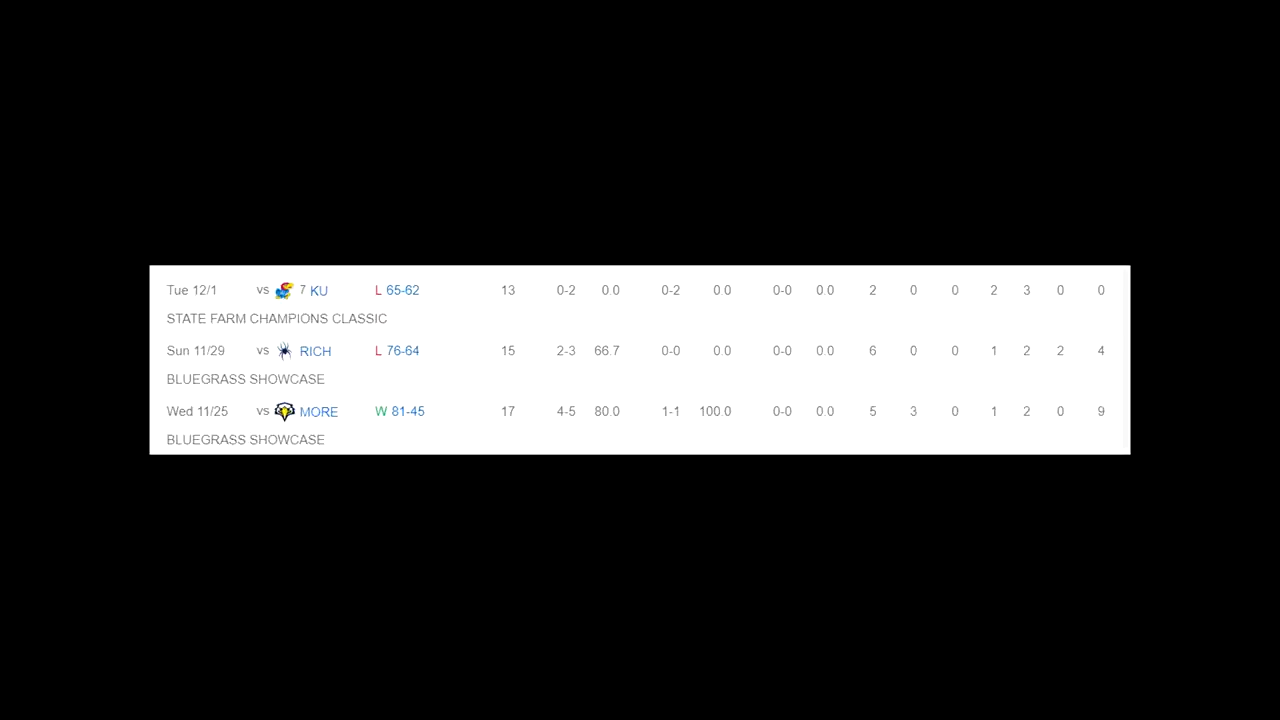 Tue 12/1 vs 7 KU L 65-62 13 0-2 0.0 0-2 0.0 0-0 0.0 2 0 0 2 3 0 0
STATE FARM CHAMPIONS CLASSIC
Sun 11/29 vs RICH L 76-64 15 2-3 66.7 0-0 0.0 0-0 0.0 6 0 0 1 2 2 4
BLUEGRASS SHOWCASE
Wed 11/25 vs MORE W 81-45 17 4-5 80.0 1-1 100.0 0-0 0.0 5 3 0 1 2 0 9
BLUEGRASS SHOWCASE